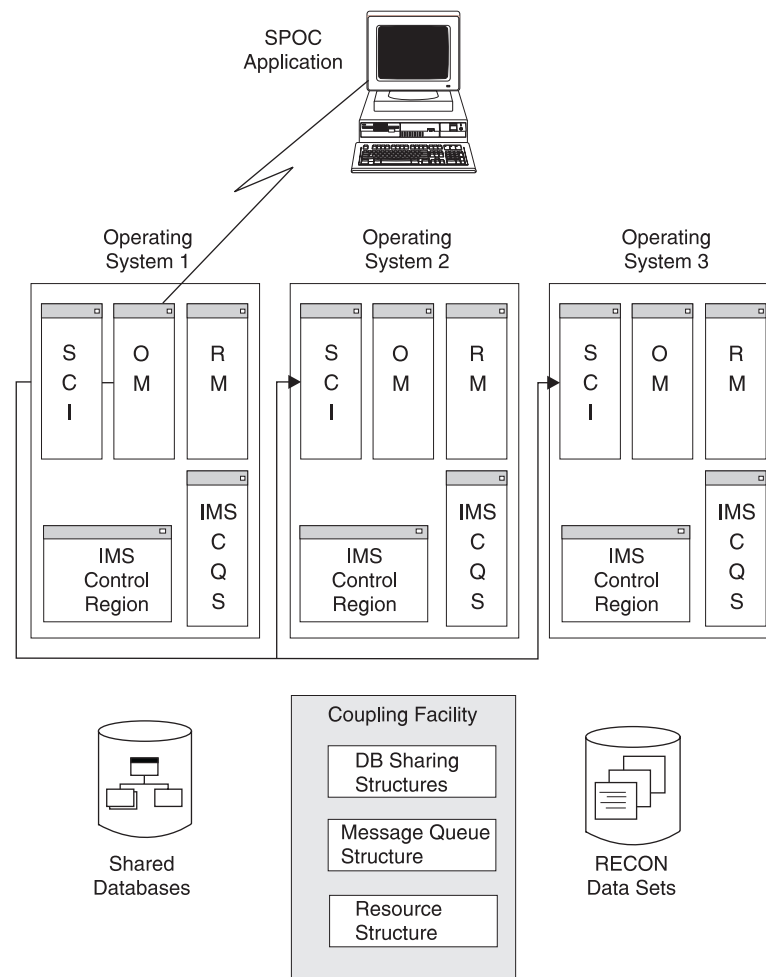 SPOC
Application
Operating
System 1
Operating
System 2
Operating
System 3
S
C
I
O
M
R
M
IMS
Control
Region
IMS
C
Q
S
S
C
I
O
M
R
M
IMS
Control
Region
IMS
C
Q
S
S
C
I
O
M
R
M
IMS
Control
Region
IMS
C
Q
S
Shared
Databases
Coupling Facility
DB Sharing
Structures
Message Queue
Structure
Resource
Structure
RECON
Data Sets